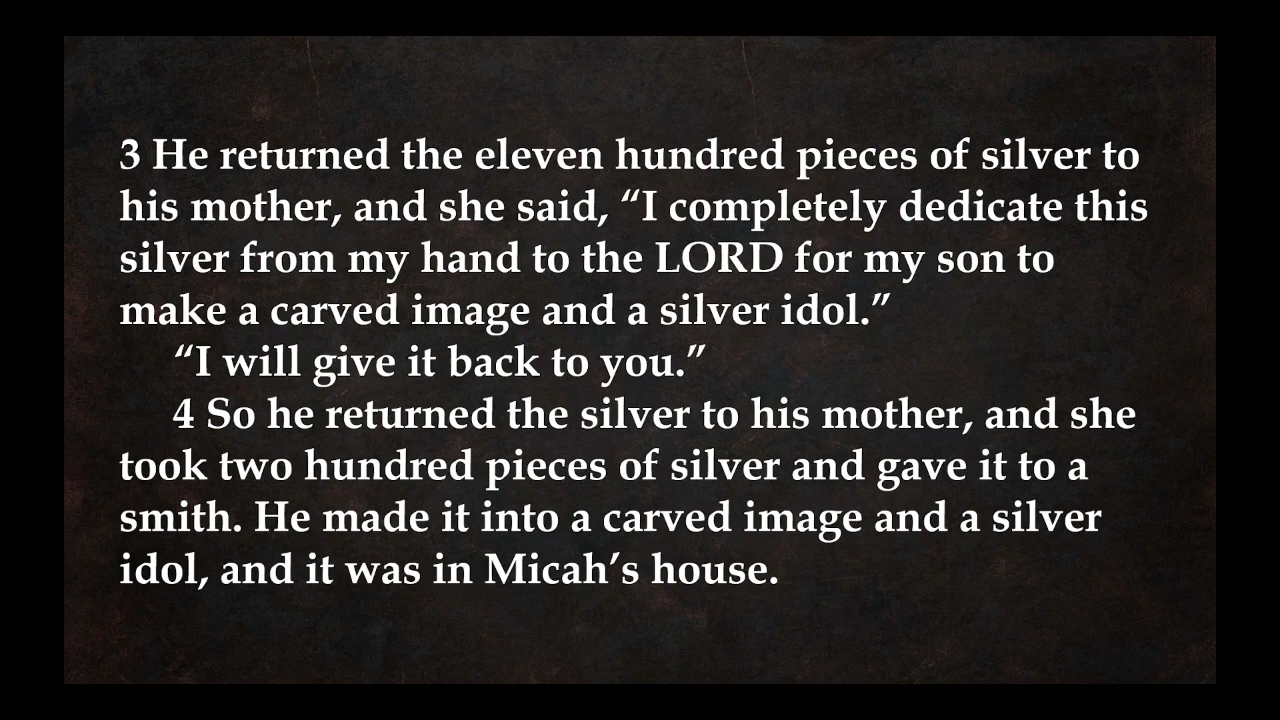 3 He returned the eleven hundred pieces of silver to
his mother, and she said, “I completely dedicate this
silver from my hand to the LORD for my son to
make a carved image and a silver idol.”
“I will give it back to you.”
4 So he returned the silver to his mother, and she
took two hundred pieces of silver and gave it to a
smith. He made it into a carved image and a silver
idol, and it was in Micah’s house.